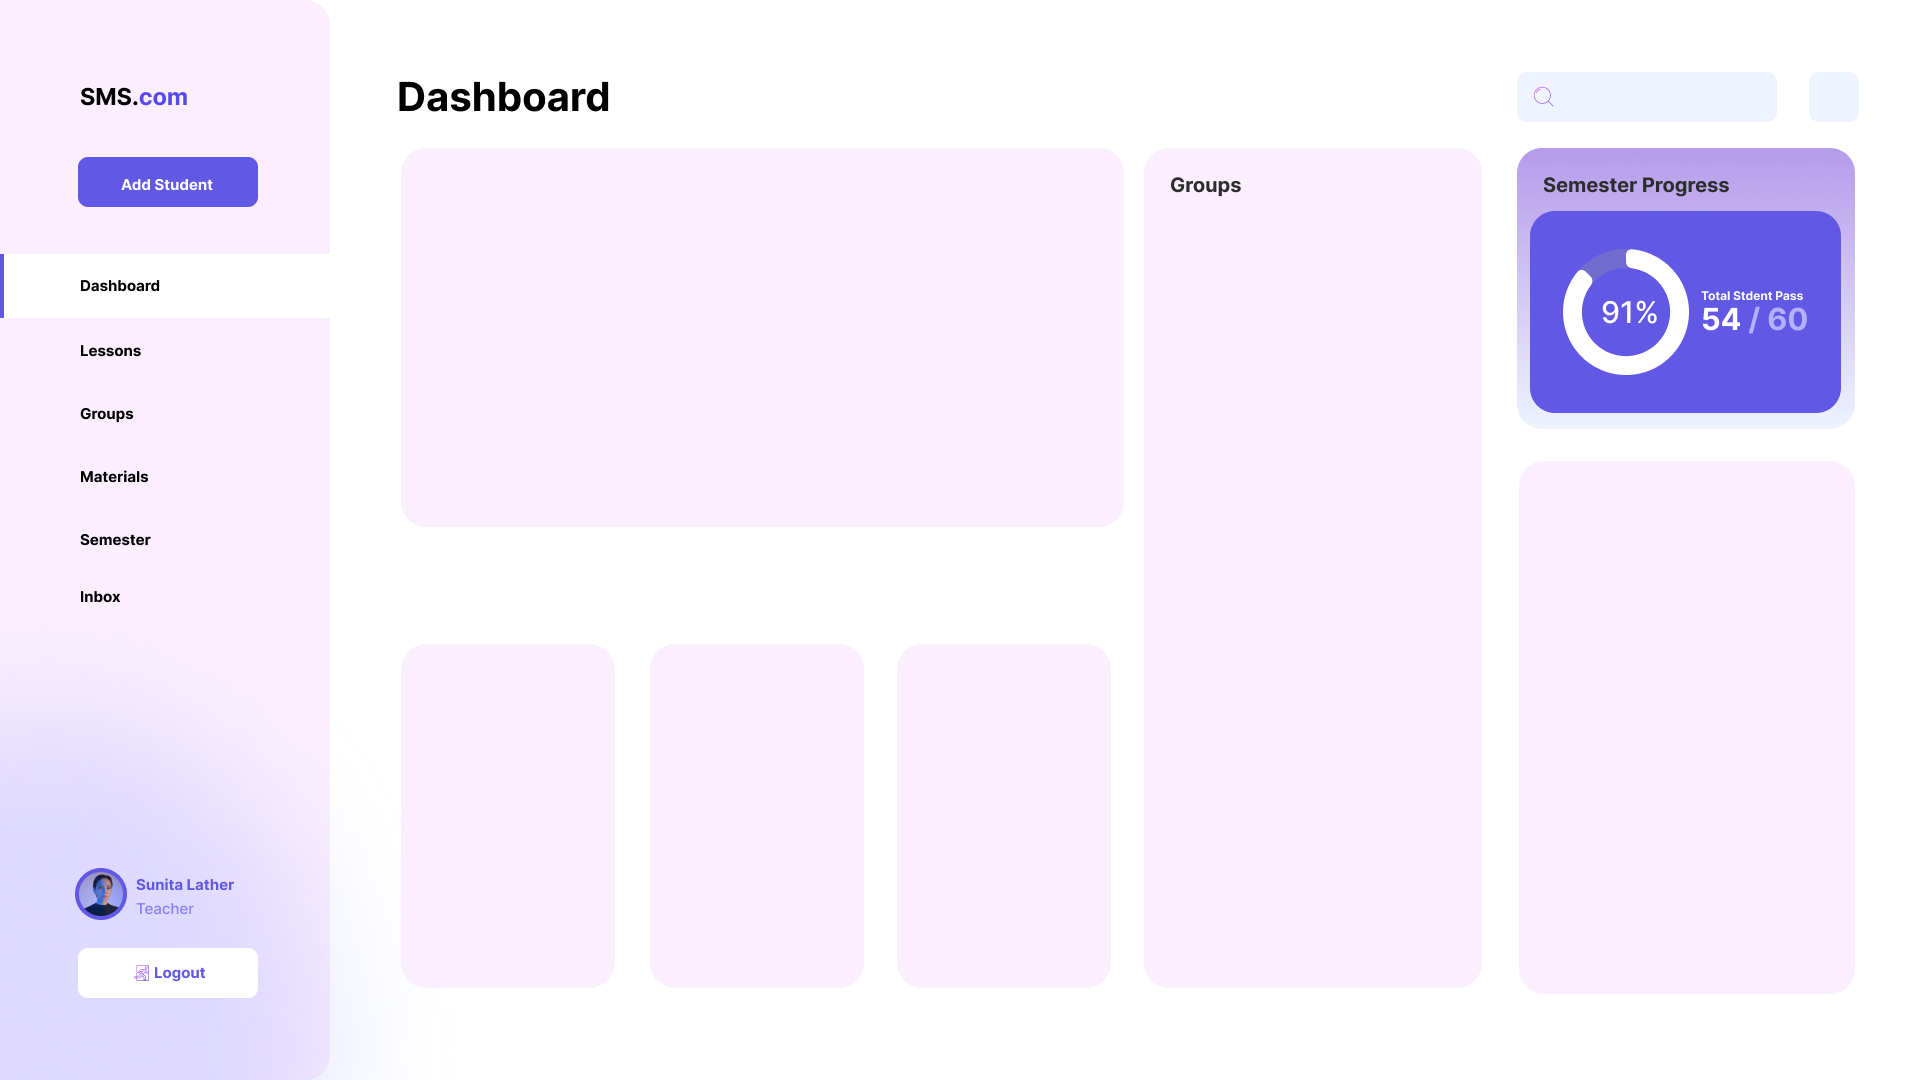 SMS.com
Add Student
Dashboard
Lessons
Groups
Materials
Semester
Inbox
Sunita Lather
Teacher
Logout
Dashboard
Groups
Semester Progress
91%
Total Stdent Pass
54 / 60